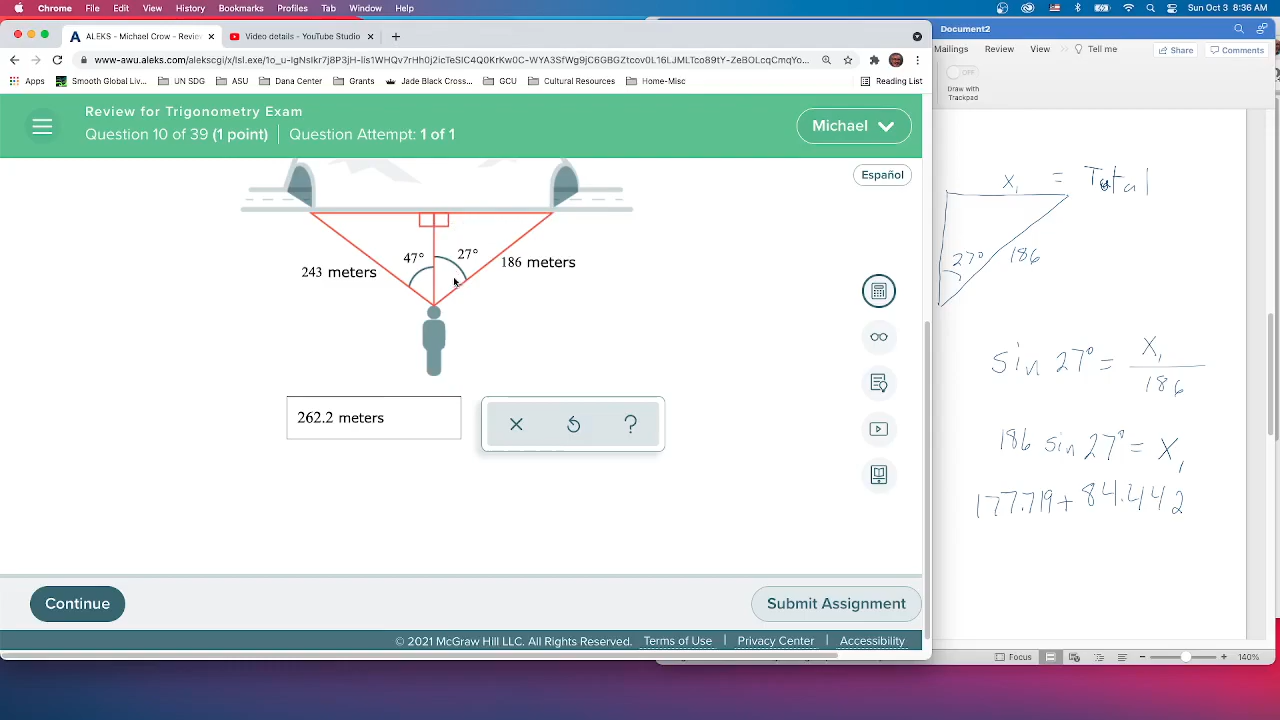 Chrome File Edit View History Bookmarks Profiles Tab Window Help Sun Oct 3 8:36 AM
ALEKS - Michael Crow - Review f × Video details - YouTube Studio × +
Document2
Mailings Review View >> Tell me Share Comments
Apps Smooth Global Livi... UN SDG ASU Dana Center Grants Jade Black Cross... GCU Cultural Resources Home-Misc Reading List
OFF
Draw with
Trackpad
Review for Trigonometry Exam
Question 10 of 39 (1 point) Question Attempt: 1 of 1
Michael
Español
47° 27°
243 meters 186 meters
262.2 meters
× ?
Continue Submit Assignment
© 2021 McGraw Hill LLC. All Rights Reserved. Terms of Use | Privacy Center | Accessibility
X₁ = Total
27° 186
sin 27° = X₁
186
186 sin 27° = X₁
177.719 + 84.442
Focus 140%